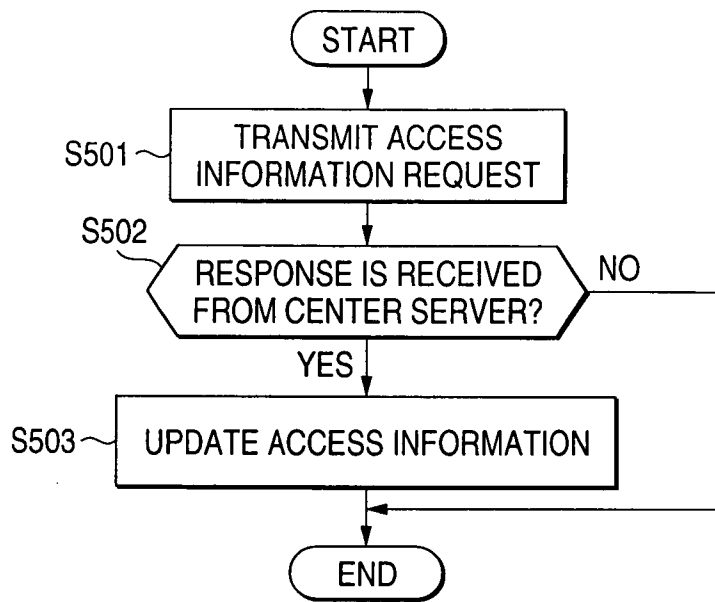 START
S501
TRANSMIT ACCESS
INFORMATION REQUEST
S502
RESPONSE IS RECEIVED
FROM CENTER SERVER?
NO
YES
S503
UPDATE ACCESS INFORMATION
END